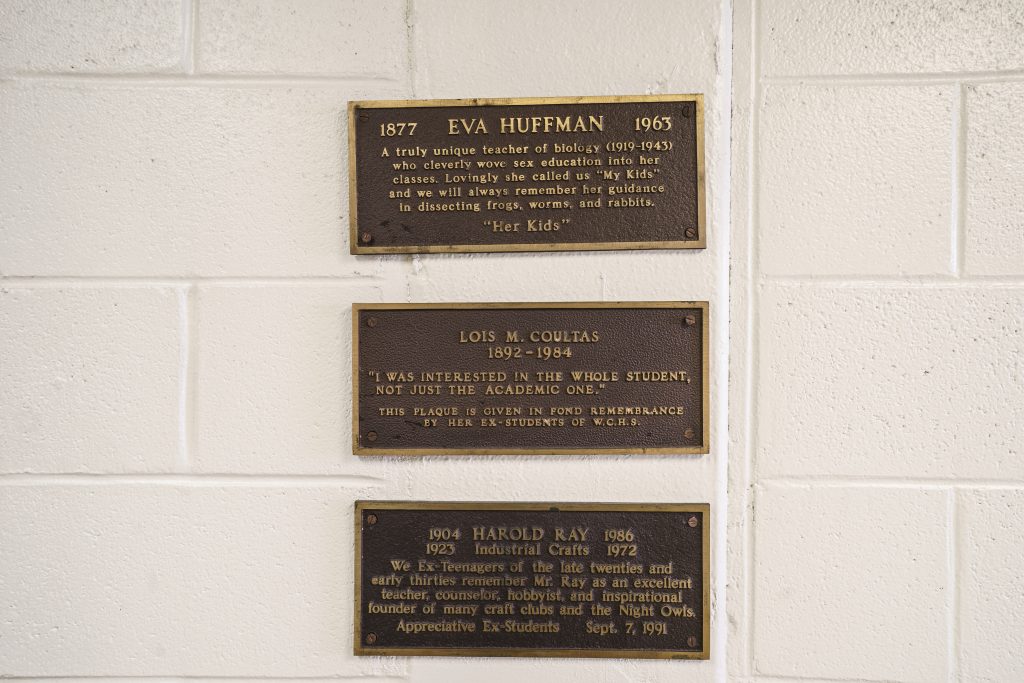 1877 EVA HUFFMAN 1963
A truly unique teacher of biology (1919-1943)
who cleverly wove sex education into her
classes. Lovingly she called us "My Kids"
and we will always remember her guidance
in dissecting frogs, worms, and rabbits.
"Her Kids"
LOIS M. COULTAS
1892-1984
"I WAS INTERESTED IN THE WHOLE STUDENT,
NOT JUST THE ACADEMIC ONE."
THIS PLAQUE IS GIVEN IN FOND REMEMBRANCE
BY HER EX-STUDENTS OF W.C.H.S.
1904 HAROLD RAY 1986
1923 Industrial Crafts 1972
We Ex-Teenagers of the late twenties and
early thirties remember Mr. Ray as an excellent
teacher, counselor, hobbyist, and inspirational
founder of many craft clubs and the Night Owls.
Appreciative Ex-Students Sept. 7, 1991